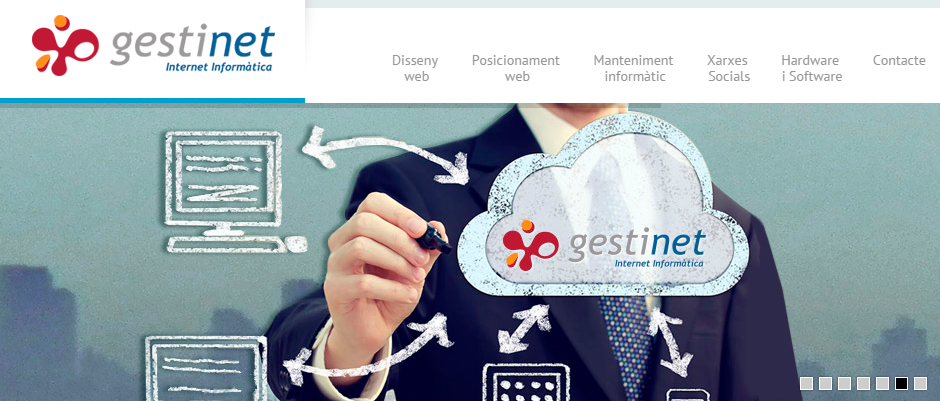 gestinet
Internet Informàtica
Disseny
web
Posicionament
web
Manteniment
informàtic
Xarxes
Socials
Hardware
i Software
Contacte
gestinet
Internet Informàtica